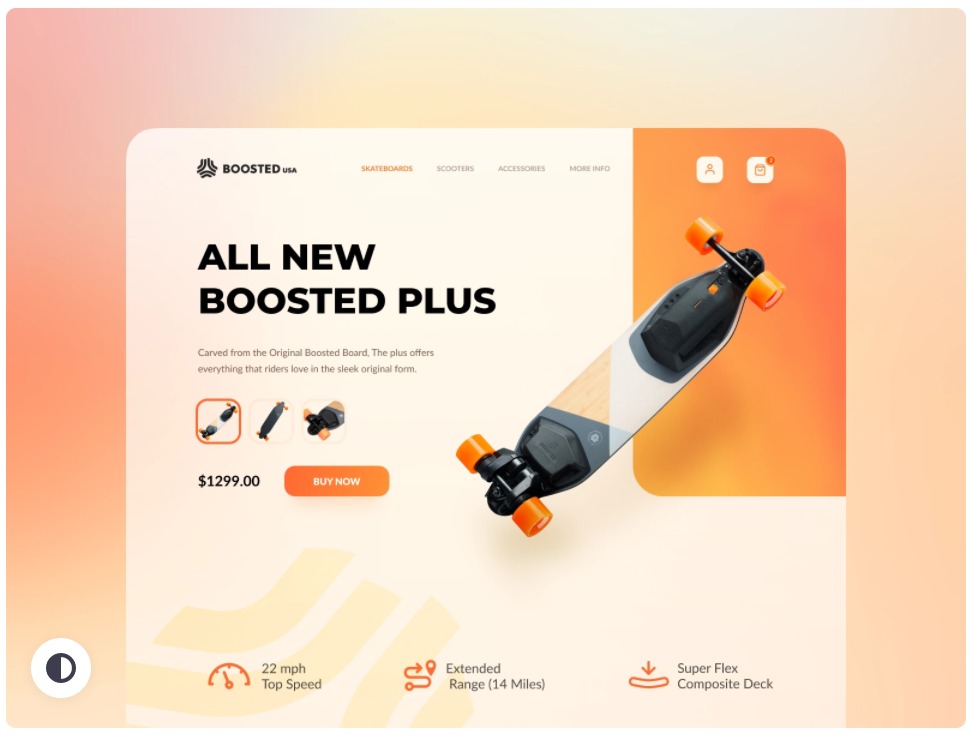 BOOSTED USA
SKATEBOARDS
SCOOTERS
ACCESSORIES
MORE INFO
ALL NEW
BOOSTED PLUS
Carved from the Original Boosted Board, The plus offers
everything that riders love in the sleek original form.
$1299.00
BUY NOW
22 mph
Top Speed
Extended
Range (14 Miles)
Super Flex
Composite Deck